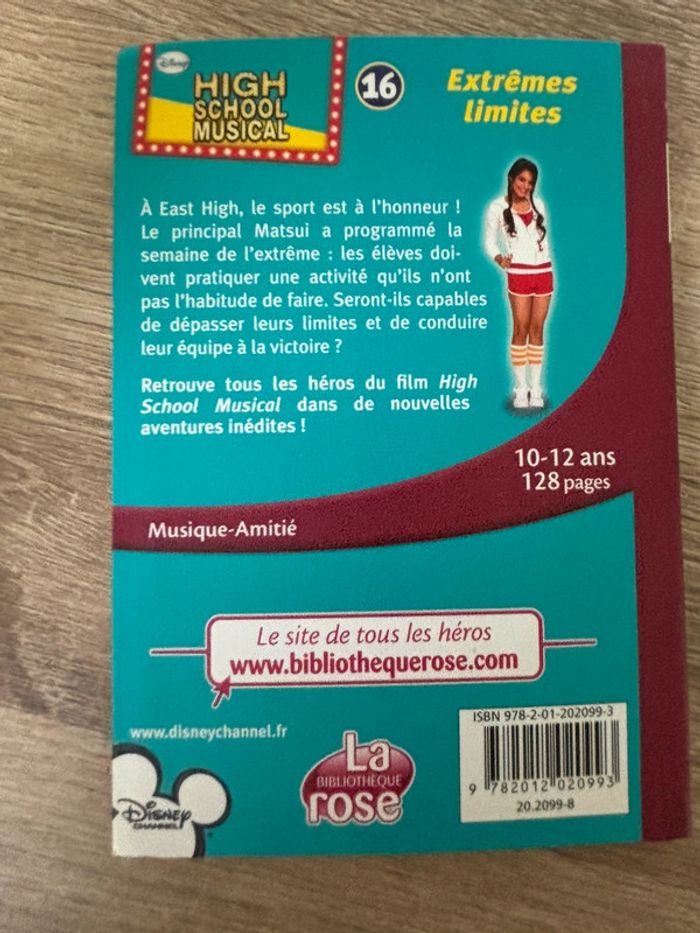 Disney
HIGH
SCHOOL
MUSICAL
16
Extrêmes
limites
À East High, le sport est à l'honneur !
Le principal Matsui a programmé la
semaine de l'extrême : les élèves doi-
vent pratiquer une activité qu'ils n'ont
pas l'habitude de faire. Seront-ils capables
de dépasser leurs limites et de conduire
leur équipe à la victoire ?
Retrouve tous les héros du film High
School Musical dans de nouvelles
aventures inédites !
10-12 ans
128 pages
Musique-Amitié
Le site de tous les héros
www.bibliothequerose.com
ISBN 978-2-01-202099-3
9 782012 020993
20.2099-8
www.disneychannel.fr
La
BIBLIOTHÈQUE
rose
DISNEY
CHANNEL